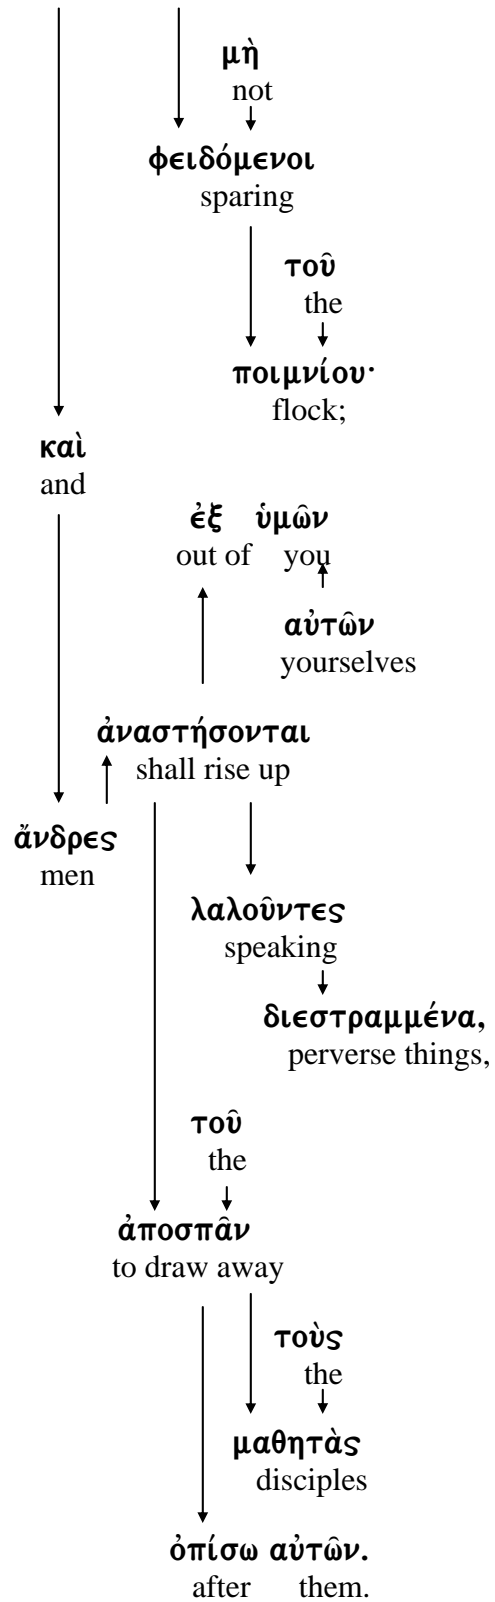 μὴ
not
φειδόμενοι
sparing
τοῦ
the
ποιμνίου·
flock;
καὶ
and
ἐξ ὑμῶν
out of you
αὐτῶν
yourselves
ἀναστήσονται
shall rise up
ἄνδρες
men
λαλοῦντες
speaking
διεστραμμένα,
perverse things,
τοῦ
the
ἀποσπᾶν
to draw away
τοὺς
the
μαθητὰς
disciples
ὀπίσω αὐτῶν.
after them.